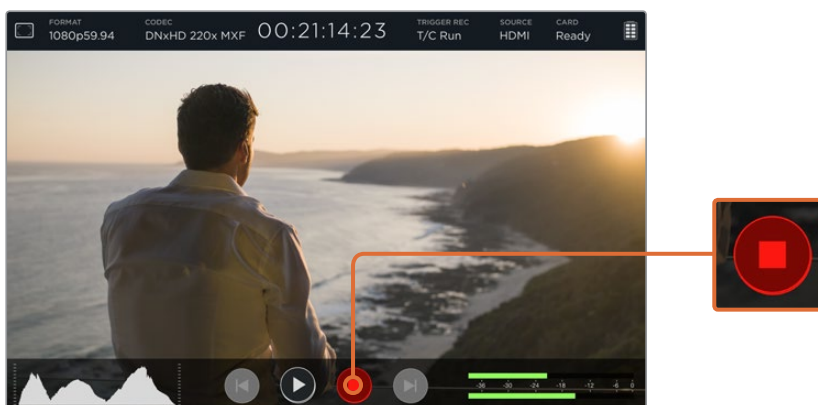 FORMAT
1080p59.94
CODEC
DNxHD 220x MXF
00:21:14:23
TRIGGER REC
T/C Run
SOURCE
HDMI
CARD
Ready
-36 -30 -24 -18 -12 -6 0